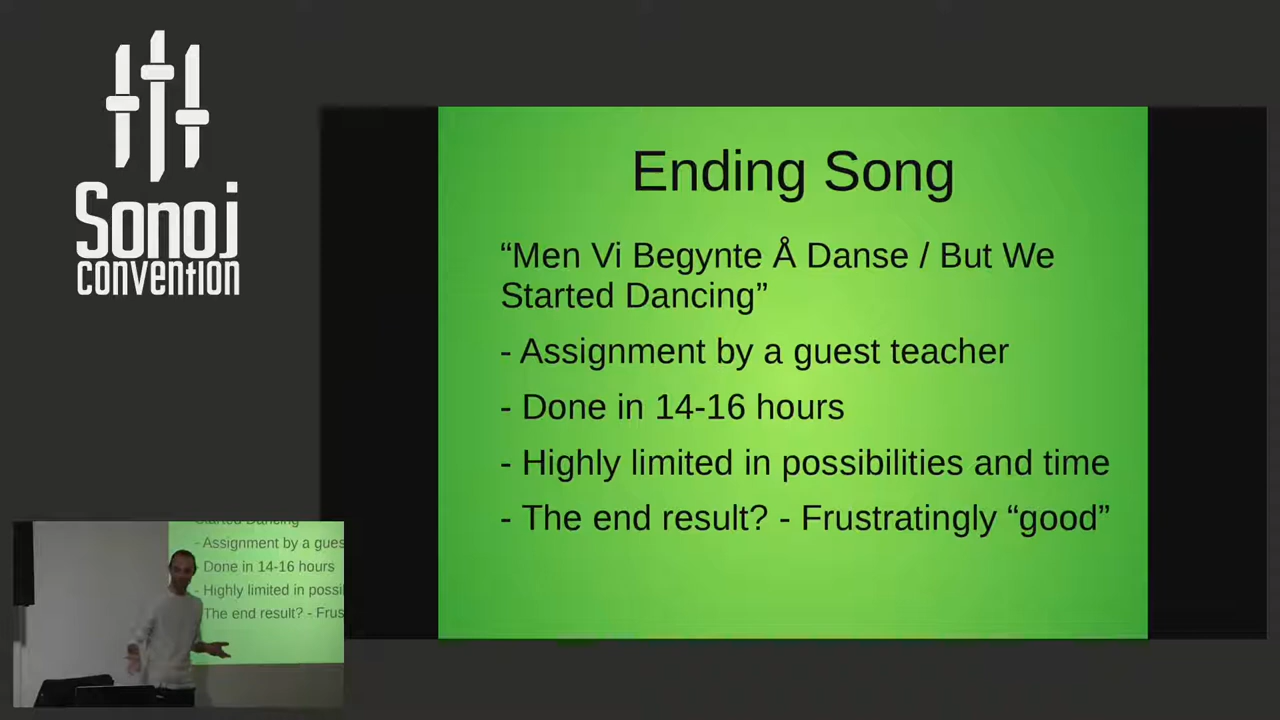 Sonoj
convention
Ending Song
“Men Vi Begynte Å Danse / But We
Started Dancing”
- Assignment by a guest teacher
- Done in 14-16 hours
- Highly limited in possibilities and time
- The end result? - Frustratingly “good”
Started Dancing
- Assignment by a gues
- Done in 14-16 hours
- Highly limited in possi
- The end result? - Frus